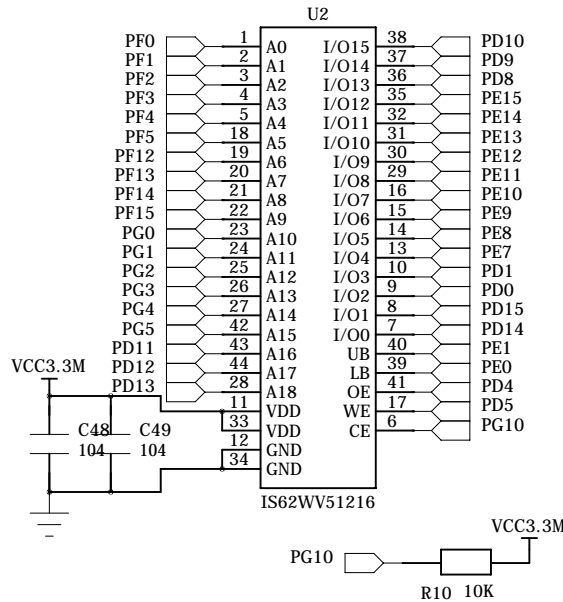 U2
PF0 1 A0 I/O15 38 PD10
PF1 2 A1 I/O14 37 PD9
PF2 3 A2 I/O13 36 PD8
PF3 4 A3 I/O12 35 PE15
PF4 5 A4 I/O11 32 PE14
PF5 18 A5 I/O10 31 PE13
PF12 19 A6 I/O9 30 PE12
PF13 20 A7 I/O8 29 PE11
PF14 21 A8 I/O7 16 PE10
PF15 22 A9 I/O6 15 PE9
PG0 23 A10 I/O5 14 PE8
PG1 24 A11 I/O4 13 PE7
PG2 25 A12 I/O3 10 PD1
PG3 26 A13 I/O2 9 PD0
PG4 27 A14 I/O1 8 PD15
PG5 42 A15 I/O0 7 PD14
PD11 43 A16 UB 40 PE1
PD12 44 A17 LB 39 PE0
PD13 28 A18 OE 41 PD4
11 VDD WE 17 PD5
33 VDD CE 6 PG10
12 GND
34 GND
VCC3.3M
C48 C49
104 104
IS62WV51216
VCC3.3M
PG10
R10 10K